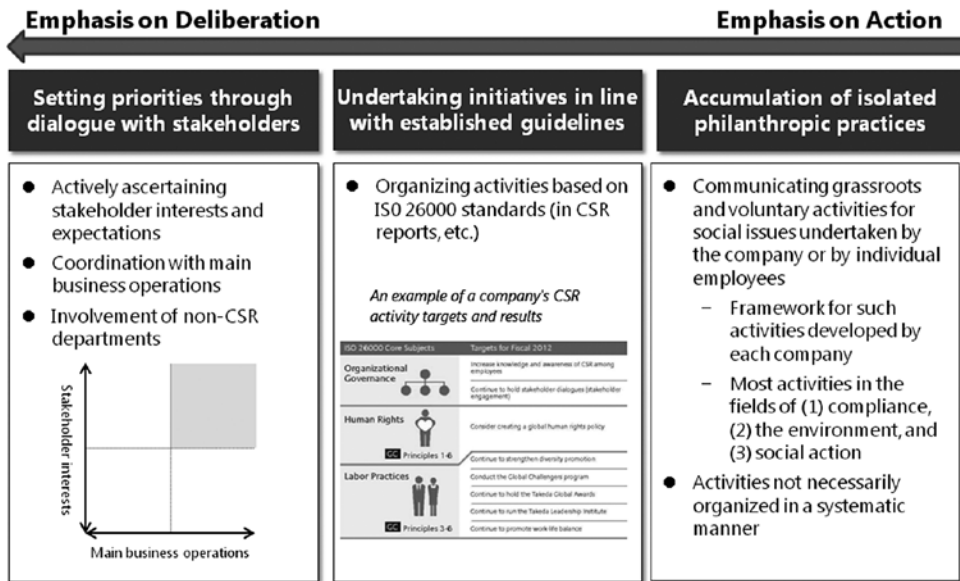 Emphasis on Deliberation
Emphasis on Action
Setting priorities through
dialogue with stakeholders
Undertaking initiatives in line
with established guidelines
Accumulation of isolated
philanthropic practices
● Actively ascertaining
stakeholder interests and
expectations
● Coordination with main
business operations
● Involvement of non-CSR
departments
Stakeholder interests
Main business operations
● Organizing activities based on
ISO 26000 standards (in CSR
reports, etc.)
An example of a company's CSR
activity targets and results
ISO 26000 Core Subjects
Targets for Fiscal 2012
Organizational
Governance
Increase knowledge and awareness of CSR among
employees
Continue to hold stakeholder dialogues (stakeholder
engagement)
Human Rights
GC Principles 1-6
Consider creating a global human rights policy
Labor Practices
GC Principles 3-6
Continue to strengthen diversity promotion
Conduct the Global Challengers program
Continue to hold the Takeda Global Awards
Continue to run the Takeda Leadership Institute
Continue to promote work-life balance
● Communicating grassroots
and voluntary activities for
social issues undertaken by
the company or by individual
employees
– Framework for such
activities developed by
each company
– Most activities in the
fields of (1) compliance,
(2) the environment, and
(3) social action
● Activities not necessarily
organized in a systematic
manner